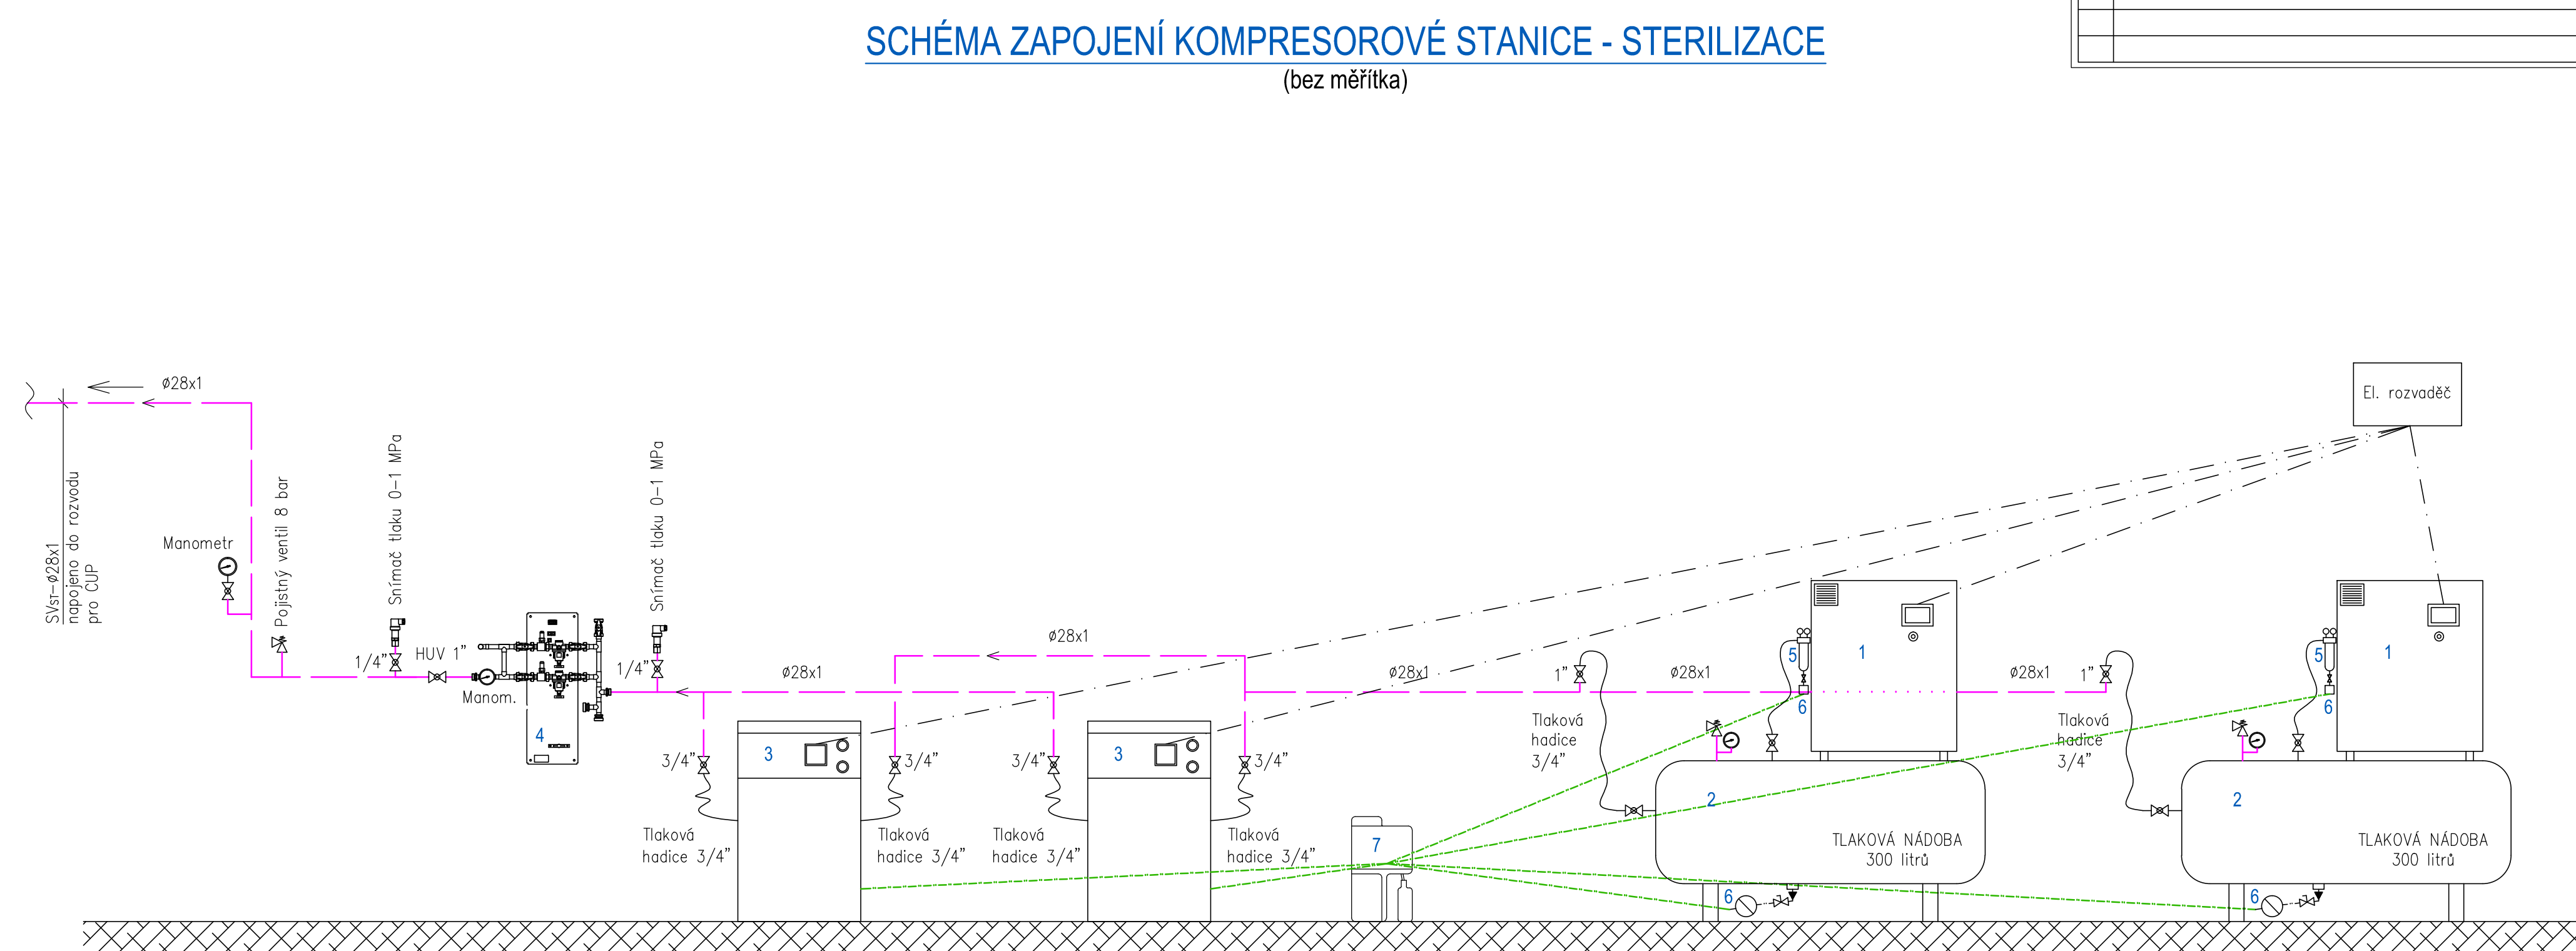 SCHÉMA ZAPOJENÍ KOMPRESOROVÉ STANICE - STERILIZACE
(bez měřítka)
ø28x1
SVST-ø28x1
napojeno do rozvodu
pro CUP
Manometr
Pojistný ventil 8 bar
Snímač tlaku 0-1 MPa
1/4"
HUV 1"
Manom.
4
Snímač tlaku 0-1 MPa
1/4"
ø28x1
ø28x1
ø28x1
1"
ø28x1
ø28x1
1"
El. rozvaděč
3/4"
3
3/4"
3/4"
3
3/4"
Tlaková
hadice 3/4"
Tlaková
hadice 3/4"
Tlaková
hadice 3/4"
Tlaková
hadice 3/4"
7
Tlaková
hadice
3/4"
5
1
6
2
TLAKOVÁ NÁDOBA
300 litrů
6
Tlaková
hadice
3/4"
5
1
6
2
TLAKOVÁ NÁDOBA
300 litrů
6